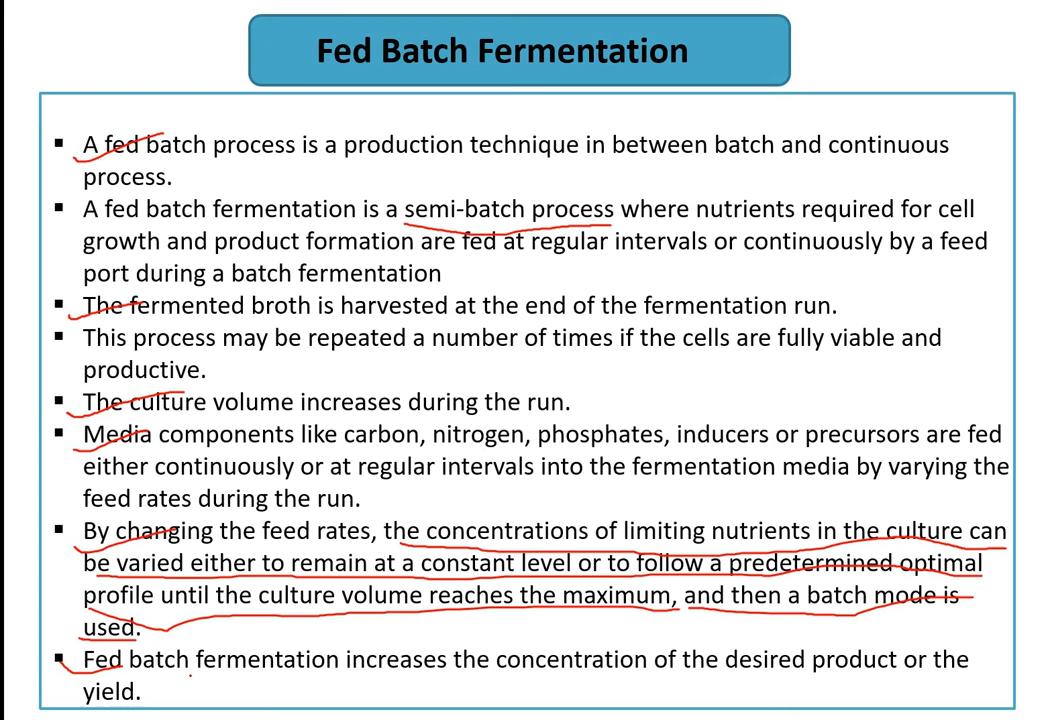 Fed Batch Fermentation
▪ A fed batch process is a production technique in between batch and continuous
process.
▪ A fed batch fermentation is a semi-batch process where nutrients required for cell
growth and product formation are fed at regular intervals or continuously by a feed
port during a batch fermentation
▪ The fermented broth is harvested at the end of the fermentation run.
▪ This process may be repeated a number of times if the cells are fully viable and
productive.
▪ The culture volume increases during the run.
▪ Media components like carbon, nitrogen, phosphates, inducers or precursors are fed
either continuously or at regular intervals into the fermentation media by varying the
feed rates during the run.
▪ By changing the feed rates, the concentrations of limiting nutrients in the culture can
be varied either to remain at a constant level or to follow a predetermined optimal
profile until the culture volume reaches the maximum, and then a batch mode is
used.
▪ Fed batch fermentation increases the concentration of the desired product or the
yield.